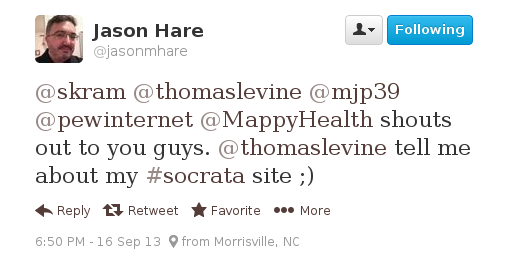 Jason Hare
@jasonmhare
Following
@skram @thomaslevine @mjp39
@pewinternet @MappyHealth shouts
out to you guys. @thomaslevine tell me
about my #socrata site ;)
Reply Retweet Favorite More
6:50 PM - 16 Sep 13 from Morrisville, NC